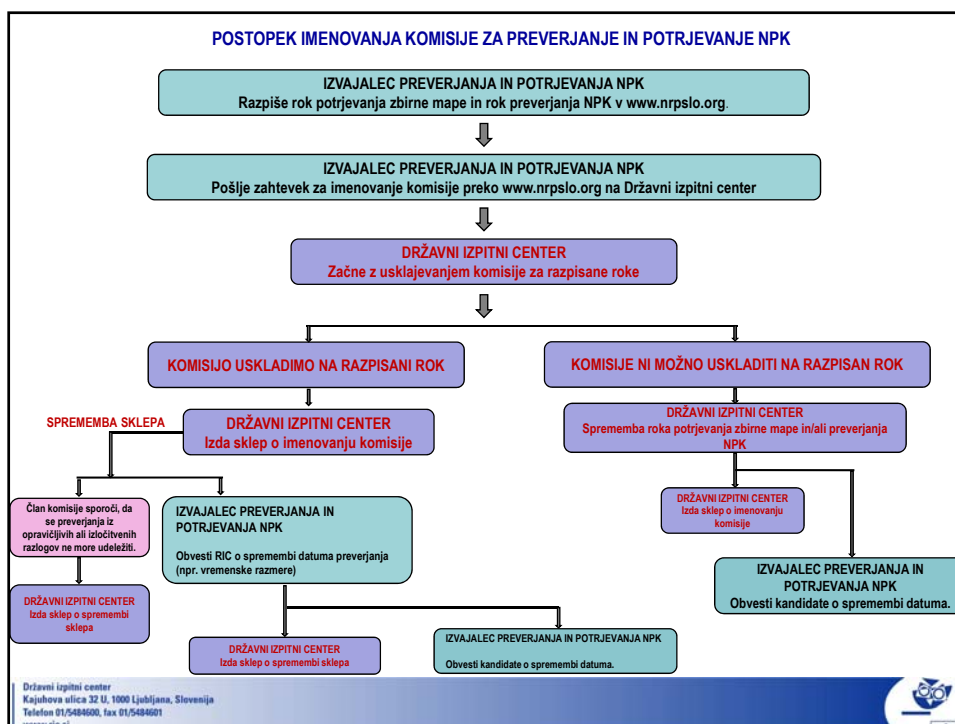 POSTOPEK IMENOVANJA KOMISIJE ZA PREVERJANJE IN POTRJEVANJE NPK
IZVAJALEC PREVERJANJA IN POTRJEVANJA NPK
Razpiše rok potrjevanja zbirne mape in rok preverjanja NPK v www.nrpslo.org.
IZVAJALEC PREVERJANJA IN POTRJEVANJA NPK
Pošlje zahtevek za imenovanje komisije preko www.nrpslo.org na Državni izpitni center
DRŽAVNI IZPITNI CENTER
Začne z usklajevanjem komisije za razpisane roke
KOMISIJO USKLADIMO NA RAZPISANI ROK
KOMISIJE NI MOŽNO USKLADITI NA RAZPISAN ROK
SPREMEMBA SKLEPA
DRŽAVNI IZPITNI CENTER
Izda sklep o imenovanju komisije
DRŽAVNI IZPITNI CENTER
Sprememba roka potrjevanja zbirne mape in/ali preverjanja
NPK
Član komisije sporoči, da
se preverjanja iz
opravičljivih ali izločitvenih
razlogov ne more udeležiti.
IZVAJALEC PREVERJANJA IN
POTRJEVANJA NPK
Obvesti RIC o spremembi datuma preverjanja
(npr. vremenske razmere)
DRŽAVNI IZPITNI CENTER
Izda sklep o imenovanju
komisije
IZVAJALEC PREVERJANJA IN
POTRJEVANJA NPK
Obvesti kandidate o spremembi datuma.
DRŽAVNI IZPITNI CENTER
Izda sklep o spremembi
sklepa
DRŽAVNI IZPITNI CENTER
Izda sklep o spremembi sklepa
IZVAJALEC PREVERJANJA IN POTRJEVANJA NPK
Obvesti kandidate o spremembi datuma.
Državni izpitni center
Kajuhova ulica 32 U, 1000 Ljubljana, Slovenija
Telefon 01/5484600, fax 01/5484601